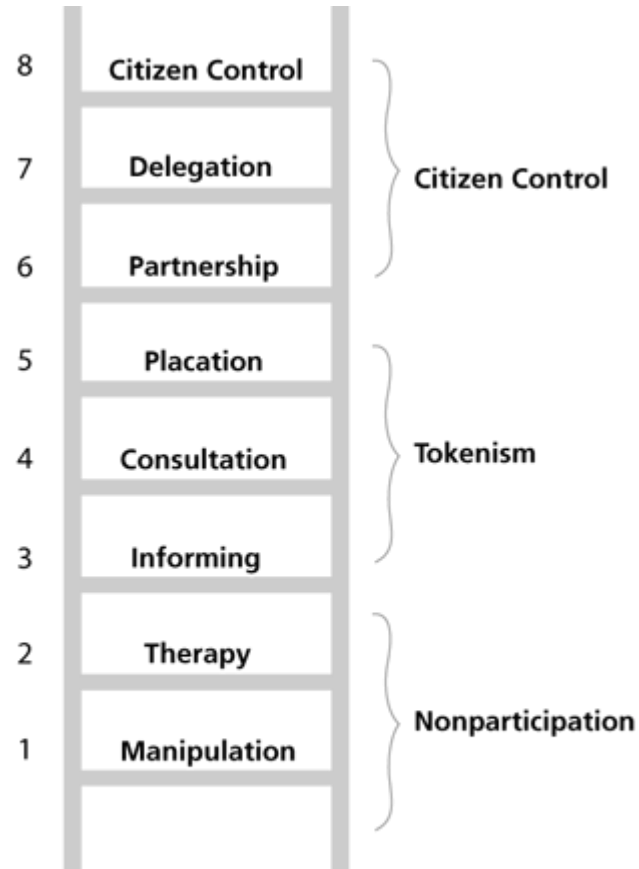 8 Citizen Control
7 Delegation
Citizen Control
6 Partnership
5 Placation
4 Consultation
Tokenism
3 Informing
2 Therapy
Nonparticipation
1 Manipulation